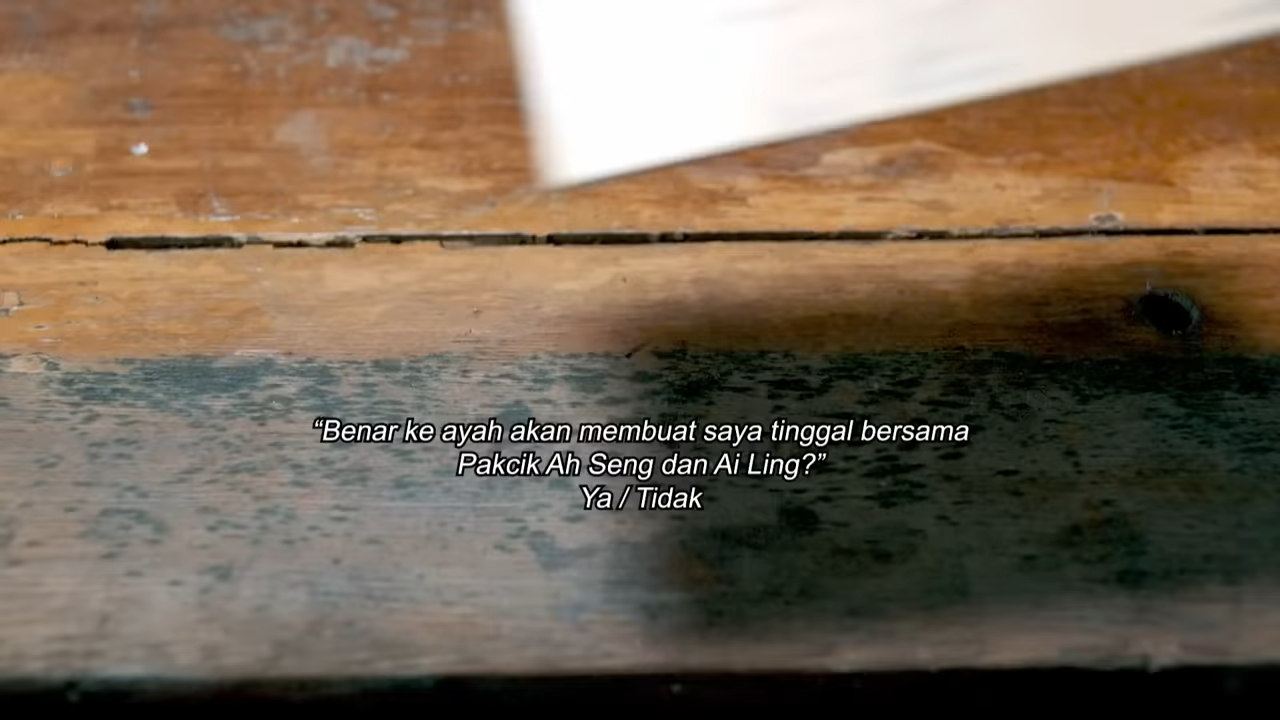 “Benar ke ayah akan membuat saya tinggal bersama
Pakcik Ah Seng dan Ai Ling?”
Ya / Tidak